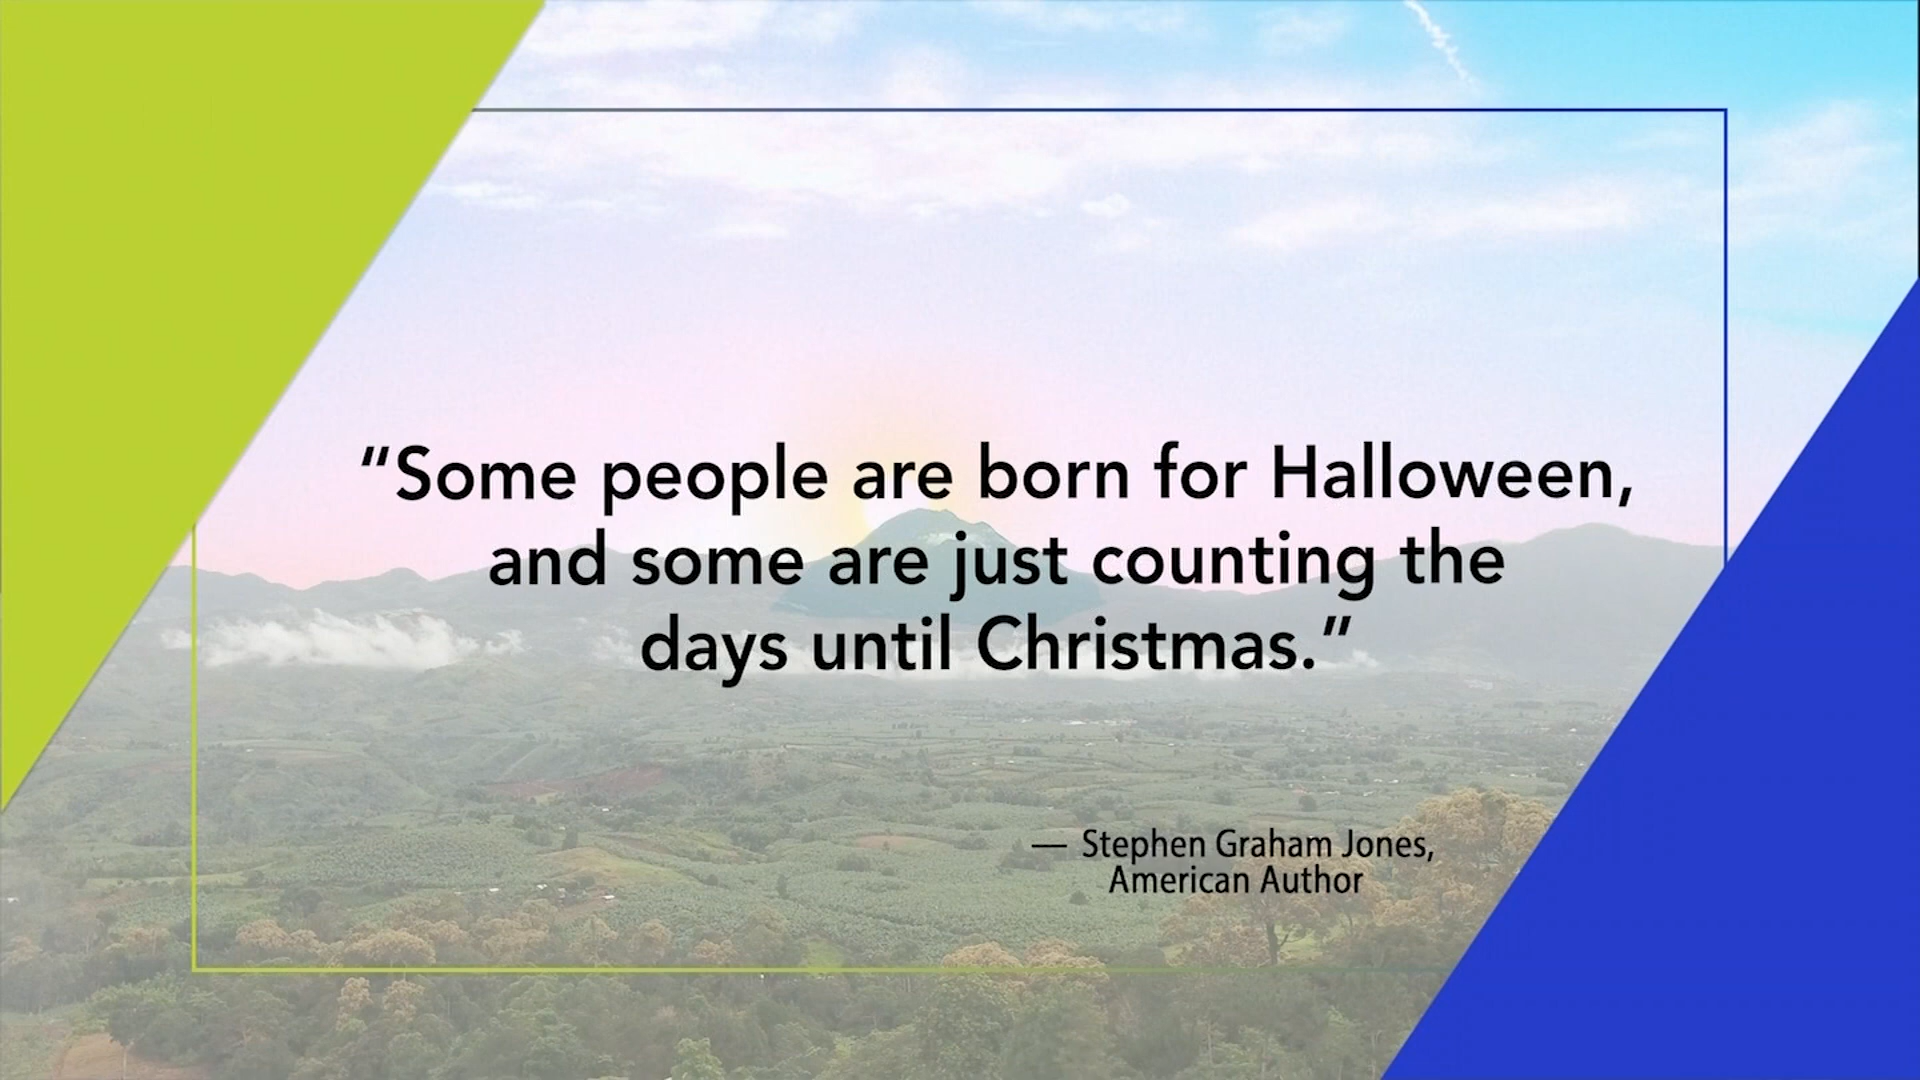 “Some people are born for Halloween,
and some are just counting the
days until Christmas.”
— Stephen Graham Jones,
American Author